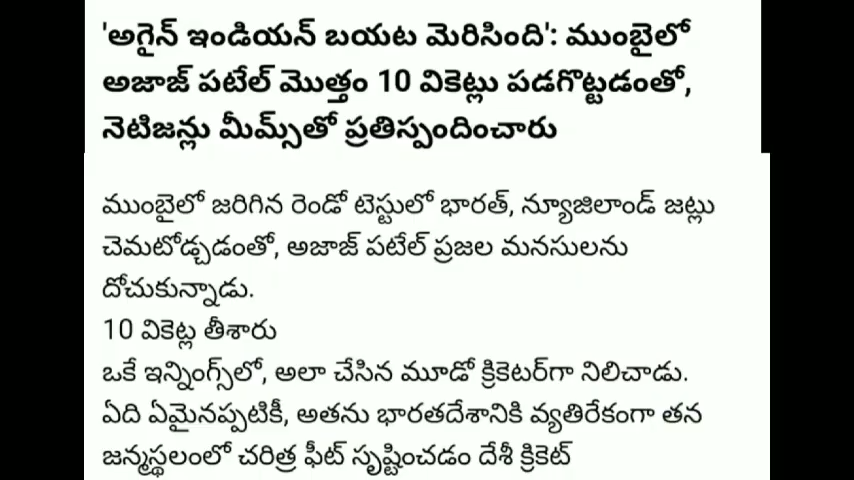 'అగైన్ ఇండియన్ బయట మెరిసింది': ముంబైలో
అజాజ్ పటేల్ మొత్తం 10 వికెట్లు పడగొట్టడంతో,
నెటిజన్లు మీమ్స్‌తో ప్రతిస్పందించారు
ముంబైలో జరిగిన రెండో టెస్టులో భారత్, న్యూజిలాండ్ జట్లు
చెమటోడ్చడంతో, అజాజ్ పటేల్ ప్రజల మనసులను
దోచుకున్నాడు.
10 వికెట్ల తీశారు
ఒకే ఇన్నింగ్స్‌లో, అలా చేసిన మూడో క్రికెటర్‌గా నిలిచాడు.
ఏది ఏమైనప్పటికీ, అతను భారతదేశానికి వ్యతిరేకంగా తన
జన్మస్థలంలో చరిత్ర ఫీట్ సృష్టించడం దేశీ క్రికెట్